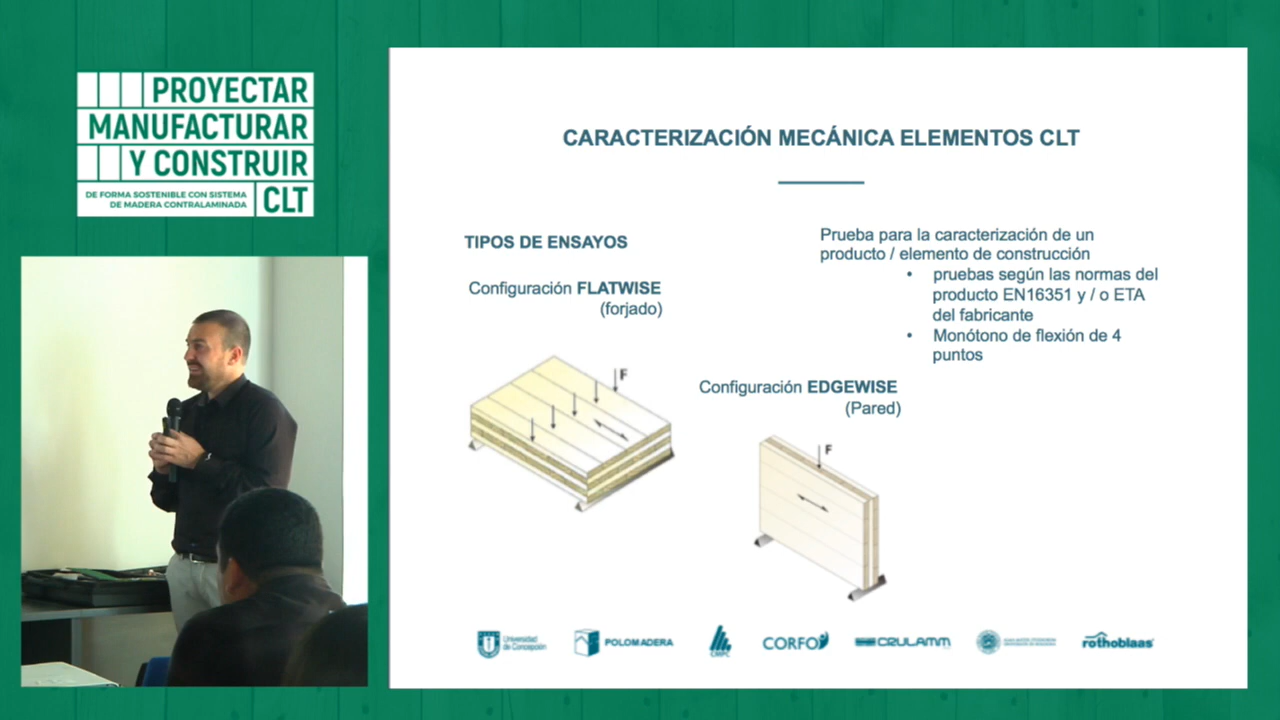 PROYECTAR
MANUFACTURAR
Y CONSTRUIR
DE FORMA SOSTENIBLE CON SISTEMA
DE MADERA CONTRALAMINADA
CLT
CARACTERIZACIÓN MECÁNICA ELEMENTOS CLT
TIPOS DE ENSAYOS
Configuración FLATWISE
(forjado)
F
Prueba para la caracterización de un
producto / elemento de construcción
• pruebas según las normas del
producto EN16351 y / o ETA
del fabricante
• Monótono de flexión de 4
puntos
Configuración EDGEWISE
(Pared)
F
Universidad
de Concepción
POLOMADERA
CMPC
CORFO
CRULAMM
rothoblaas